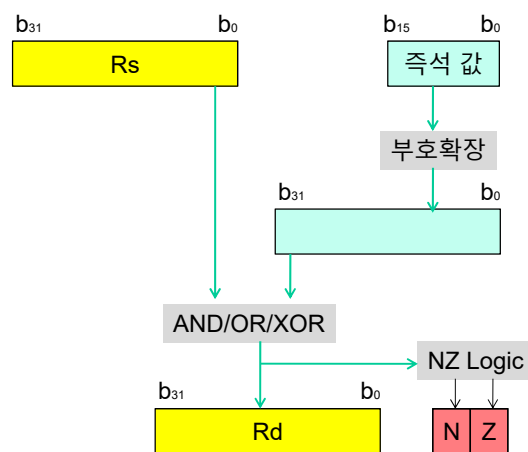 b31 b0 b15 b0
Rs 즉석 값
부호확장
b31 b0
AND/OR/XOR
NZ Logic
b31 b0
Rd N Z